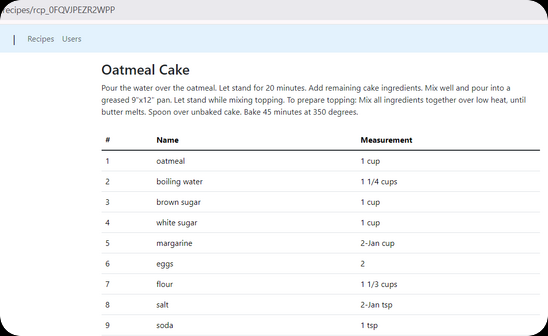 recipes/rcp_0FQVJPEZR2WPP
Recipes Users
Oatmeal Cake
Pour the water over the oatmeal. Let stand for 20 minutes. Add remaining cake ingredients. Mix well and pour into a
greased 9"x12" pan. Let stand while mixing topping. To prepare topping: Mix all ingredients together over low heat, until
butter melts. Spoon over unbaked cake. Bake 45 minutes at 350 degrees.
# Name Measurement
1 oatmeal 1 cup
2 boiling water 1 1/4 cups
3 brown sugar 1 cup
4 white sugar 1 cup
5 margarine 2-Jan cup
6 eggs 2
7 flour 1 1/3 cups
8 salt 2-Jan tsp
9 soda 1 tsp